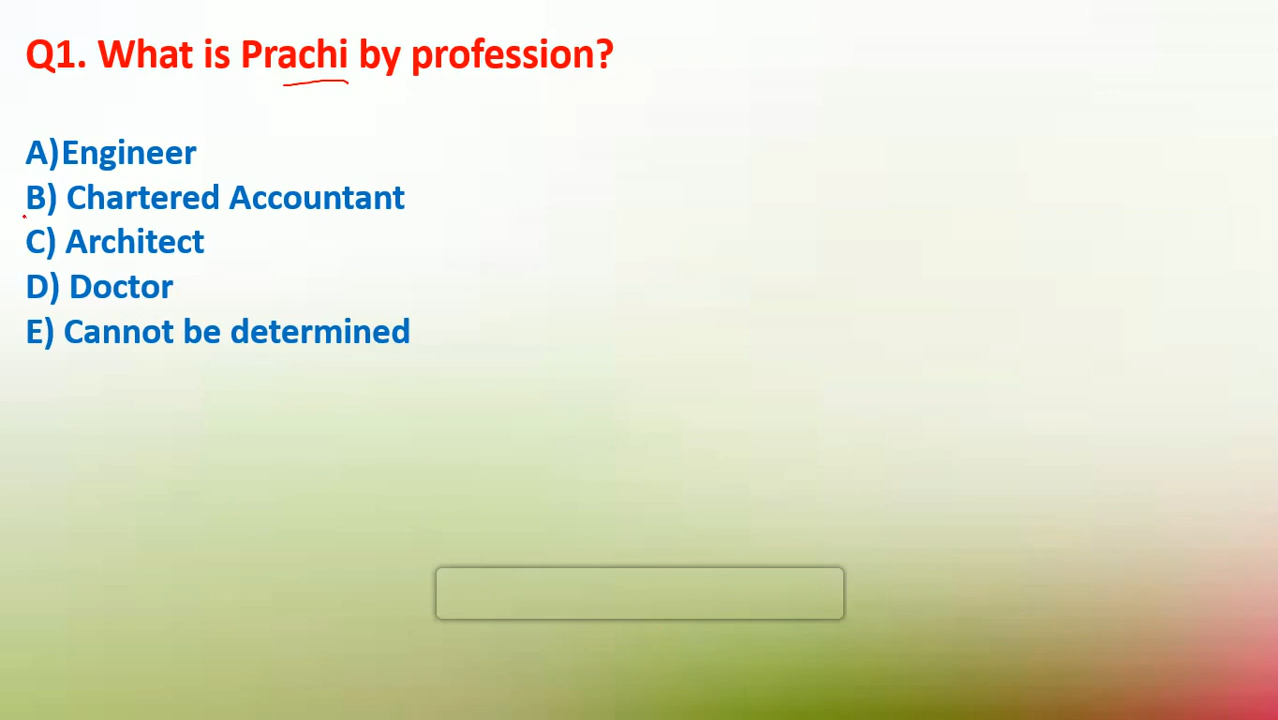 Q1. What is Prachi by profession?
A)Engineer
B) Chartered Accountant
C) Architect
D) Doctor
E) Cannot be determined